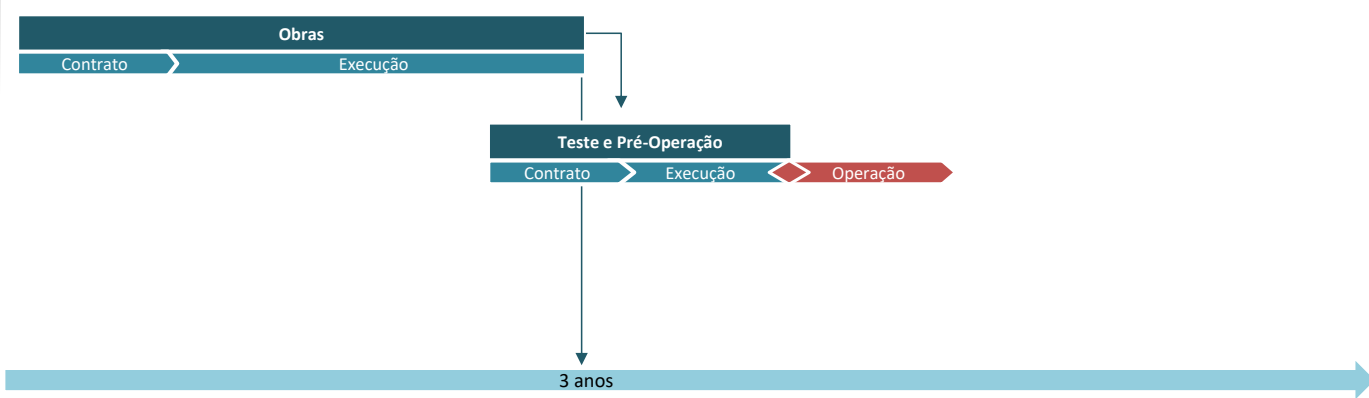 Obras
Contrato
Execução
Teste e Pré-Operação
Contrato
Execução
Operação
3 anos